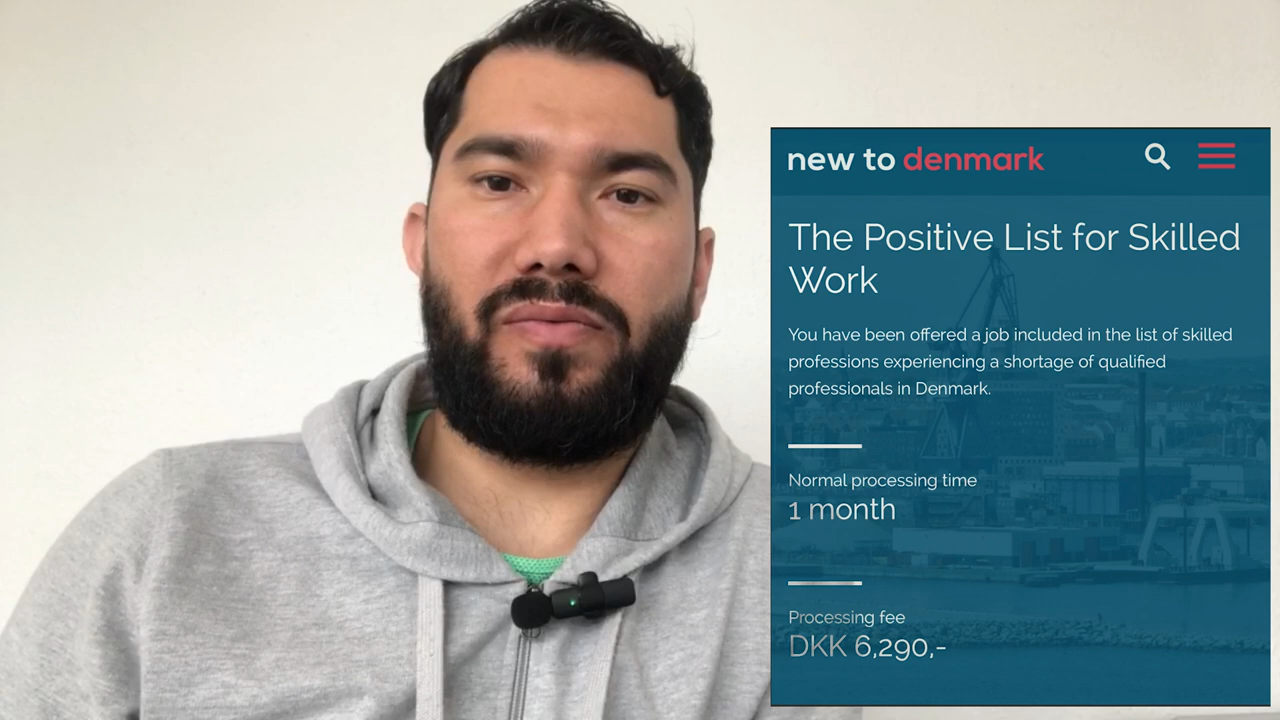 new to denmark
The Positive List for Skilled
Work
You have been offered a job included in the list of skilled
professions experiencing a shortage of qualified
professionals in Denmark.
Normal processing time
1 month
Processing fee
DKK 6,290,-